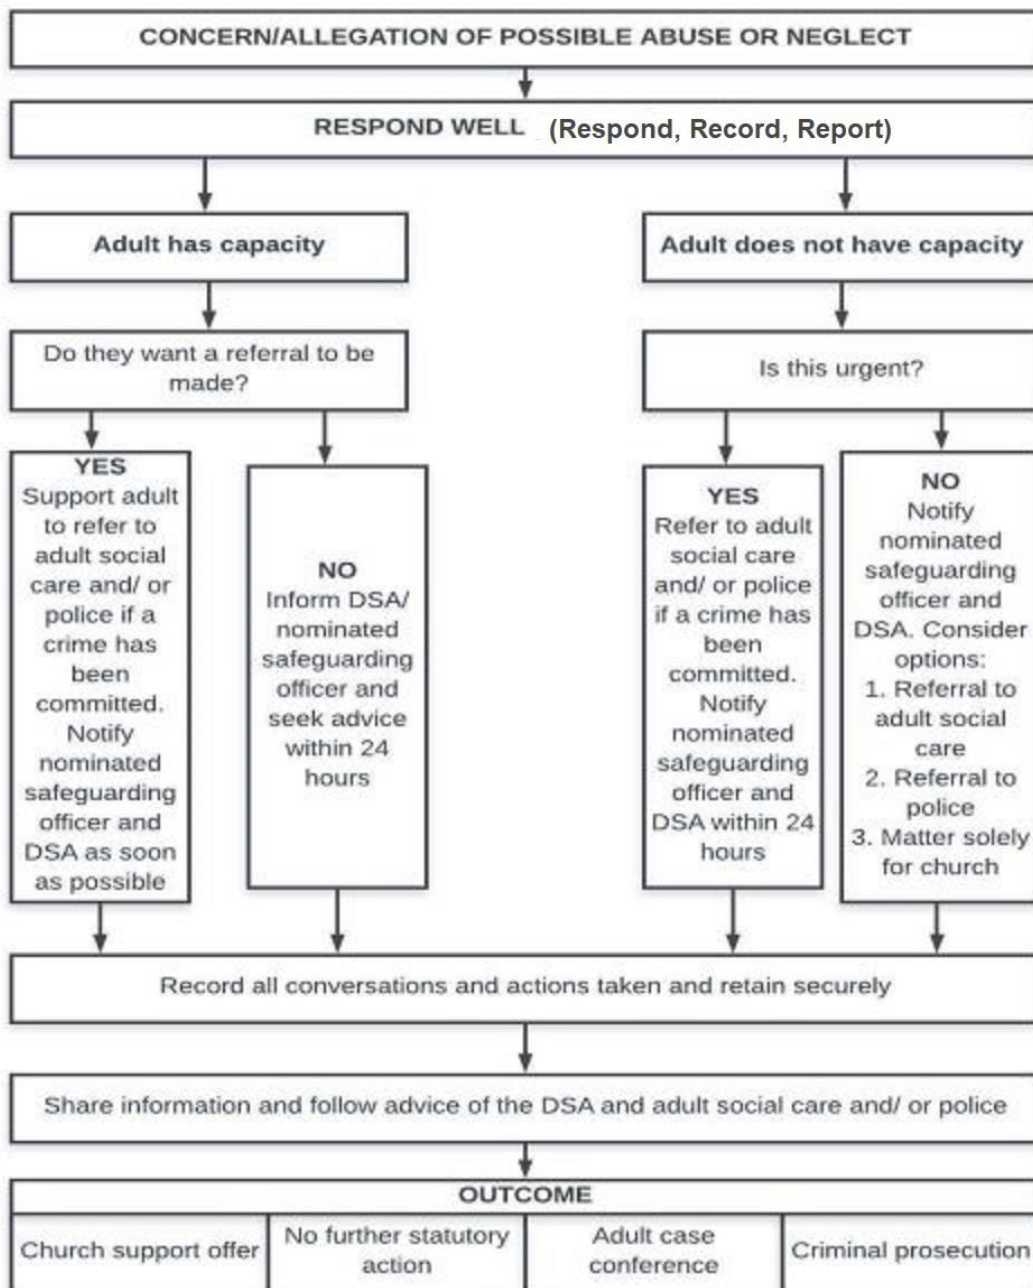 CONCERN/ALLEGATION OF POSSIBLE ABUSE OR NEGLECT
RESPOND WELL (Respond, Record, Report)
Adult has capacity
Adult does not have capacity
Do they want a referral to be
made?
Is this urgent?
YES
Support adult
to refer to
adult social
care and/ or
police if a
crime has
been
committed.
Notify
nominated
safeguarding
officer and
DSA as soon
as possible
NO
Inform DSA/
nominated
safeguarding
officer and
seek advice
within 24
hours
YES
Refer to adult
social care
and/ or police
if a crime has
been
committed.
Notify
nominated
safeguarding
officer and
DSA within 24
hours
NO
Notify
nominated
safeguarding
officer and
DSA. Consider
options:
1. Referral to
adult social
care
2. Referral to
police
3. Matter solely
for church
Record all conversations and actions taken and retain securely
Share information and follow advice of the DSA and adult social care and/ or police
OUTCOME
Church support offer
No further statutory
action
Adult case
conference
Criminal prosecution